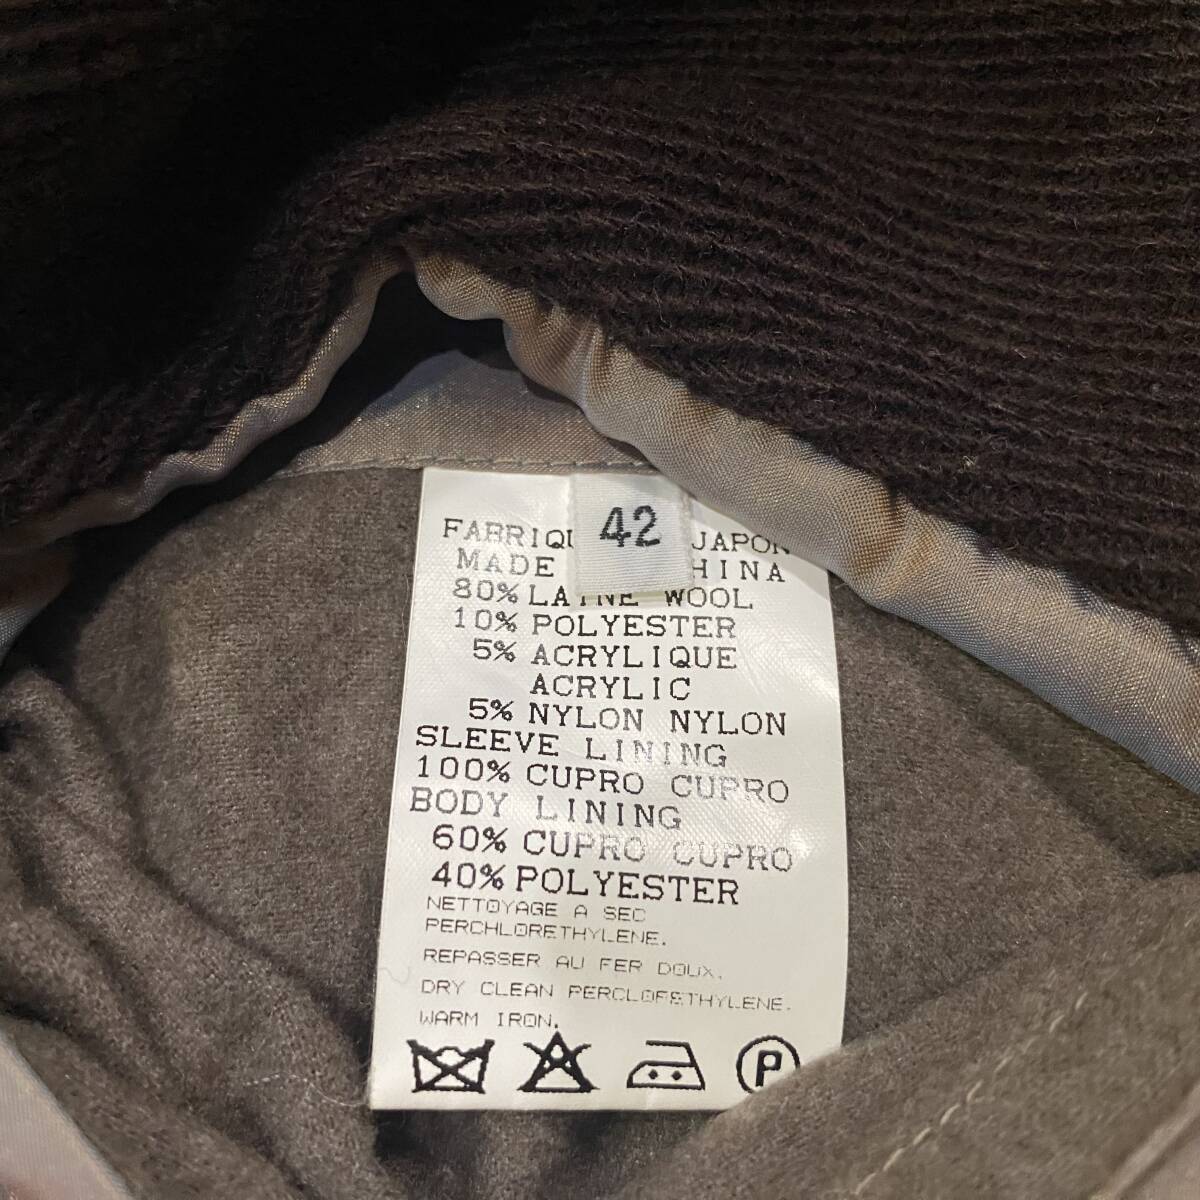 42
JAPON
MADE
80% LAINE WOOL
10% POLYESTER
5% ACRYLIQUE
ACRYLIC
5% NYLON NYLON
SLEEVE LINING
100% CUPRO CUPRO
BODY LINING
60% CUPRO CUPRO
40% POLYESTER
NETTOYAGE A SEC
PERCHLORETHYLENE.
REPASSER AU FER DOUX.
DRY CLEAN PERCLORETHYLENE.
WARM IRON.
P